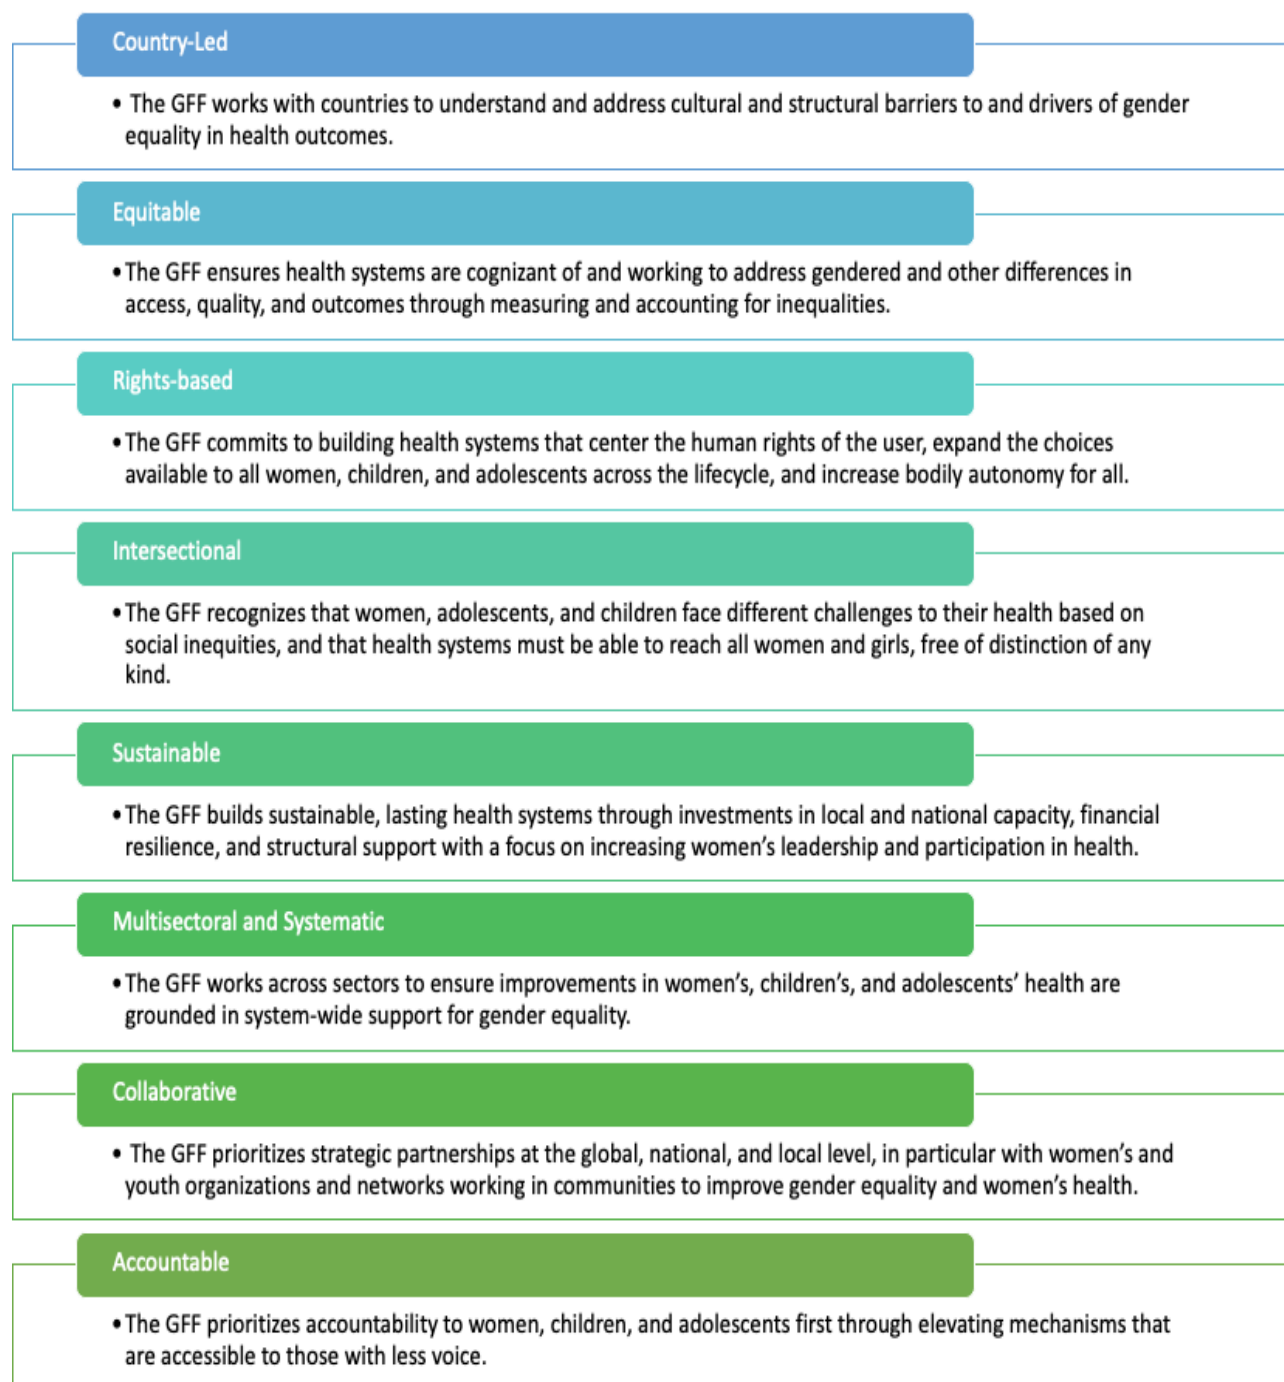 Country-Led
• The GFF works with countries to understand and address cultural and structural barriers to and drivers of gender
equality in health outcomes.
Equitable
•The GFF ensures health systems are cognizant of and working to address gendered and other differences in
access, quality, and outcomes through measuring and accounting for inequalities.
Rights-based
•The GFF commits to building health systems that center the human rights of the user, expand the choices
available to all women, children, and adolescents across the lifecycle, and increase bodily autonomy for all.
Intersectional
•The GFF recognizes that women, adolescents, and children face different challenges to their health based on
social inequities, and that health systems must be able to reach all women and girls, free of distinction of any
kind.
Sustainable
•The GFF builds sustainable, lasting health systems through investments in local and national capacity, financial
resilience, and structural support with a focus on increasing women’s leadership and participation in health.
Multisectoral and Systematic
•The GFF works across sectors to ensure improvements in women’s, children’s, and adolescents’ health are
grounded in system-wide support for gender equality.
Collaborative
• The GFF prioritizes strategic partnerships at the global, national, and local level, in particular with women’s and
youth organizations and networks working in communities to improve gender equality and women’s health.
Accountable
•The GFF prioritizes accountability to women, children, and adolescents first through elevating mechanisms that
are accessible to those with less voice.